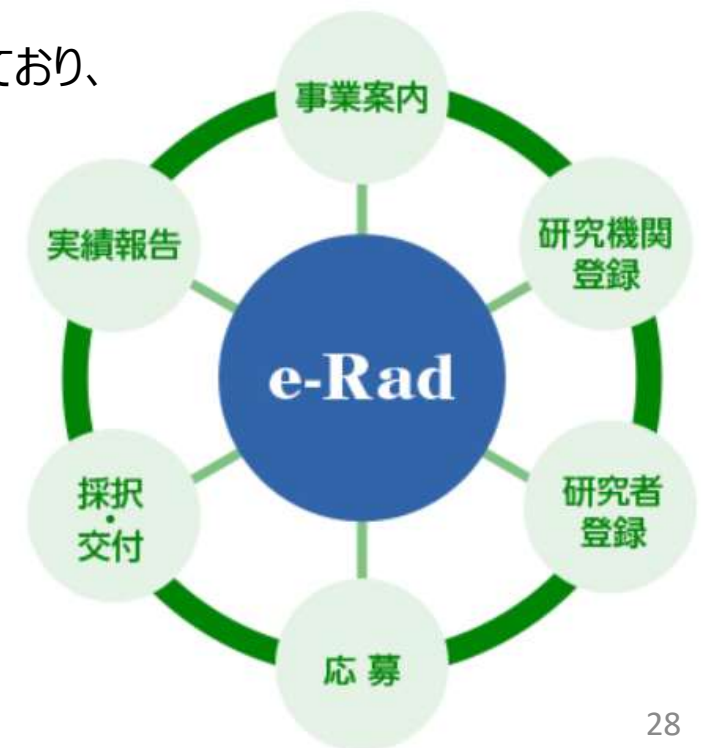 ており、
事業案内
研究機関
登録
研究者
登録
応 募
採択
・
交付
実績報告
e-Rad
28